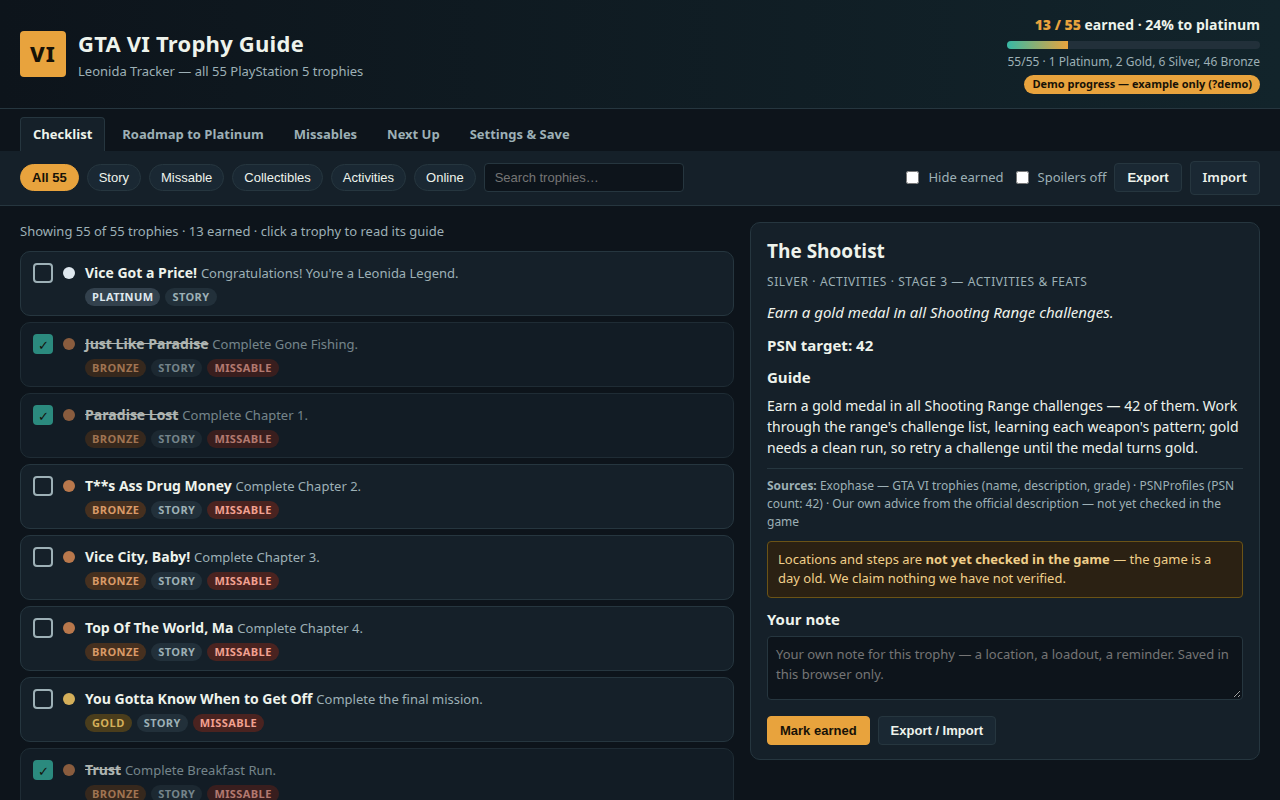 VI
GTA VI Trophy Guide
Leonida Tracker — all 55 PlayStation 5 trophies
13 / 55 earned · 24% to platinum
55/55 · 1 Platinum, 2 Gold, 6 Silver, 46 Bronze
Demo progress — example only (?demo)
Checklist Roadmap to Platinum Missables Next Up Settings & Save
All 55 Story Missable Collectibles Activities Online Search trophies… Hide earned Spoilers off Export Import
Showing 55 of 55 trophies · 13 earned · click a trophy to read its guide
Vice Got a Price! Congratulations! You're a Leonida Legend.
PLATINUM STORY
✓ Just Like Paradise Complete Gone Fishing.
BRONZE STORY MISSABLE
✓ Paradise Lost Complete Chapter 1.
BRONZE STORY MISSABLE
T**s Ass Drug Money Complete Chapter 2.
BRONZE STORY MISSABLE
Vice City, Baby! Complete Chapter 3.
BRONZE STORY MISSABLE
Top Of The World, Ma Complete Chapter 4.
BRONZE STORY MISSABLE
You Gotta Know When to Get Off Complete the final mission.
GOLD STORY MISSABLE
✓ Trust Complete Breakfast Run.
BRONZE STORY MISSABLE
The Shootist
SILVER · ACTIVITIES · STAGE 3 — ACTIVITIES & FEATS
Earn a gold medal in all Shooting Range challenges.
PSN target: 42
Guide
Earn a gold medal in all Shooting Range challenges — 42 of them. Work
through the range's challenge list, learning each weapon's pattern; gold
needs a clean run, so retry a challenge until the medal turns gold.
Sources: Exophase — GTA VI trophies (name, description, grade) · PSNProfiles (PSN
count: 42) · Our own advice from the official description — not yet checked in the
game
Locations and steps are not yet checked in the game — the game is a
day old. We claim nothing we have not verified.
Your note
Your own note for this trophy — a location, a loadout, a reminder. Saved in
this browser only.
Mark earned Export / Import